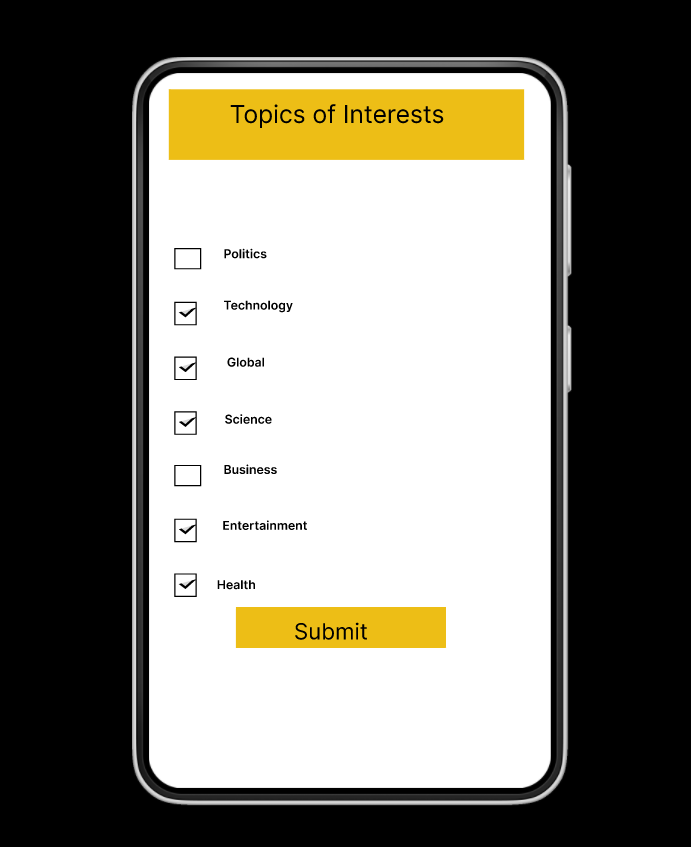 Topics of Interests
Politics
Technology
Global
Science
Business
Entertainment
Health
Submit